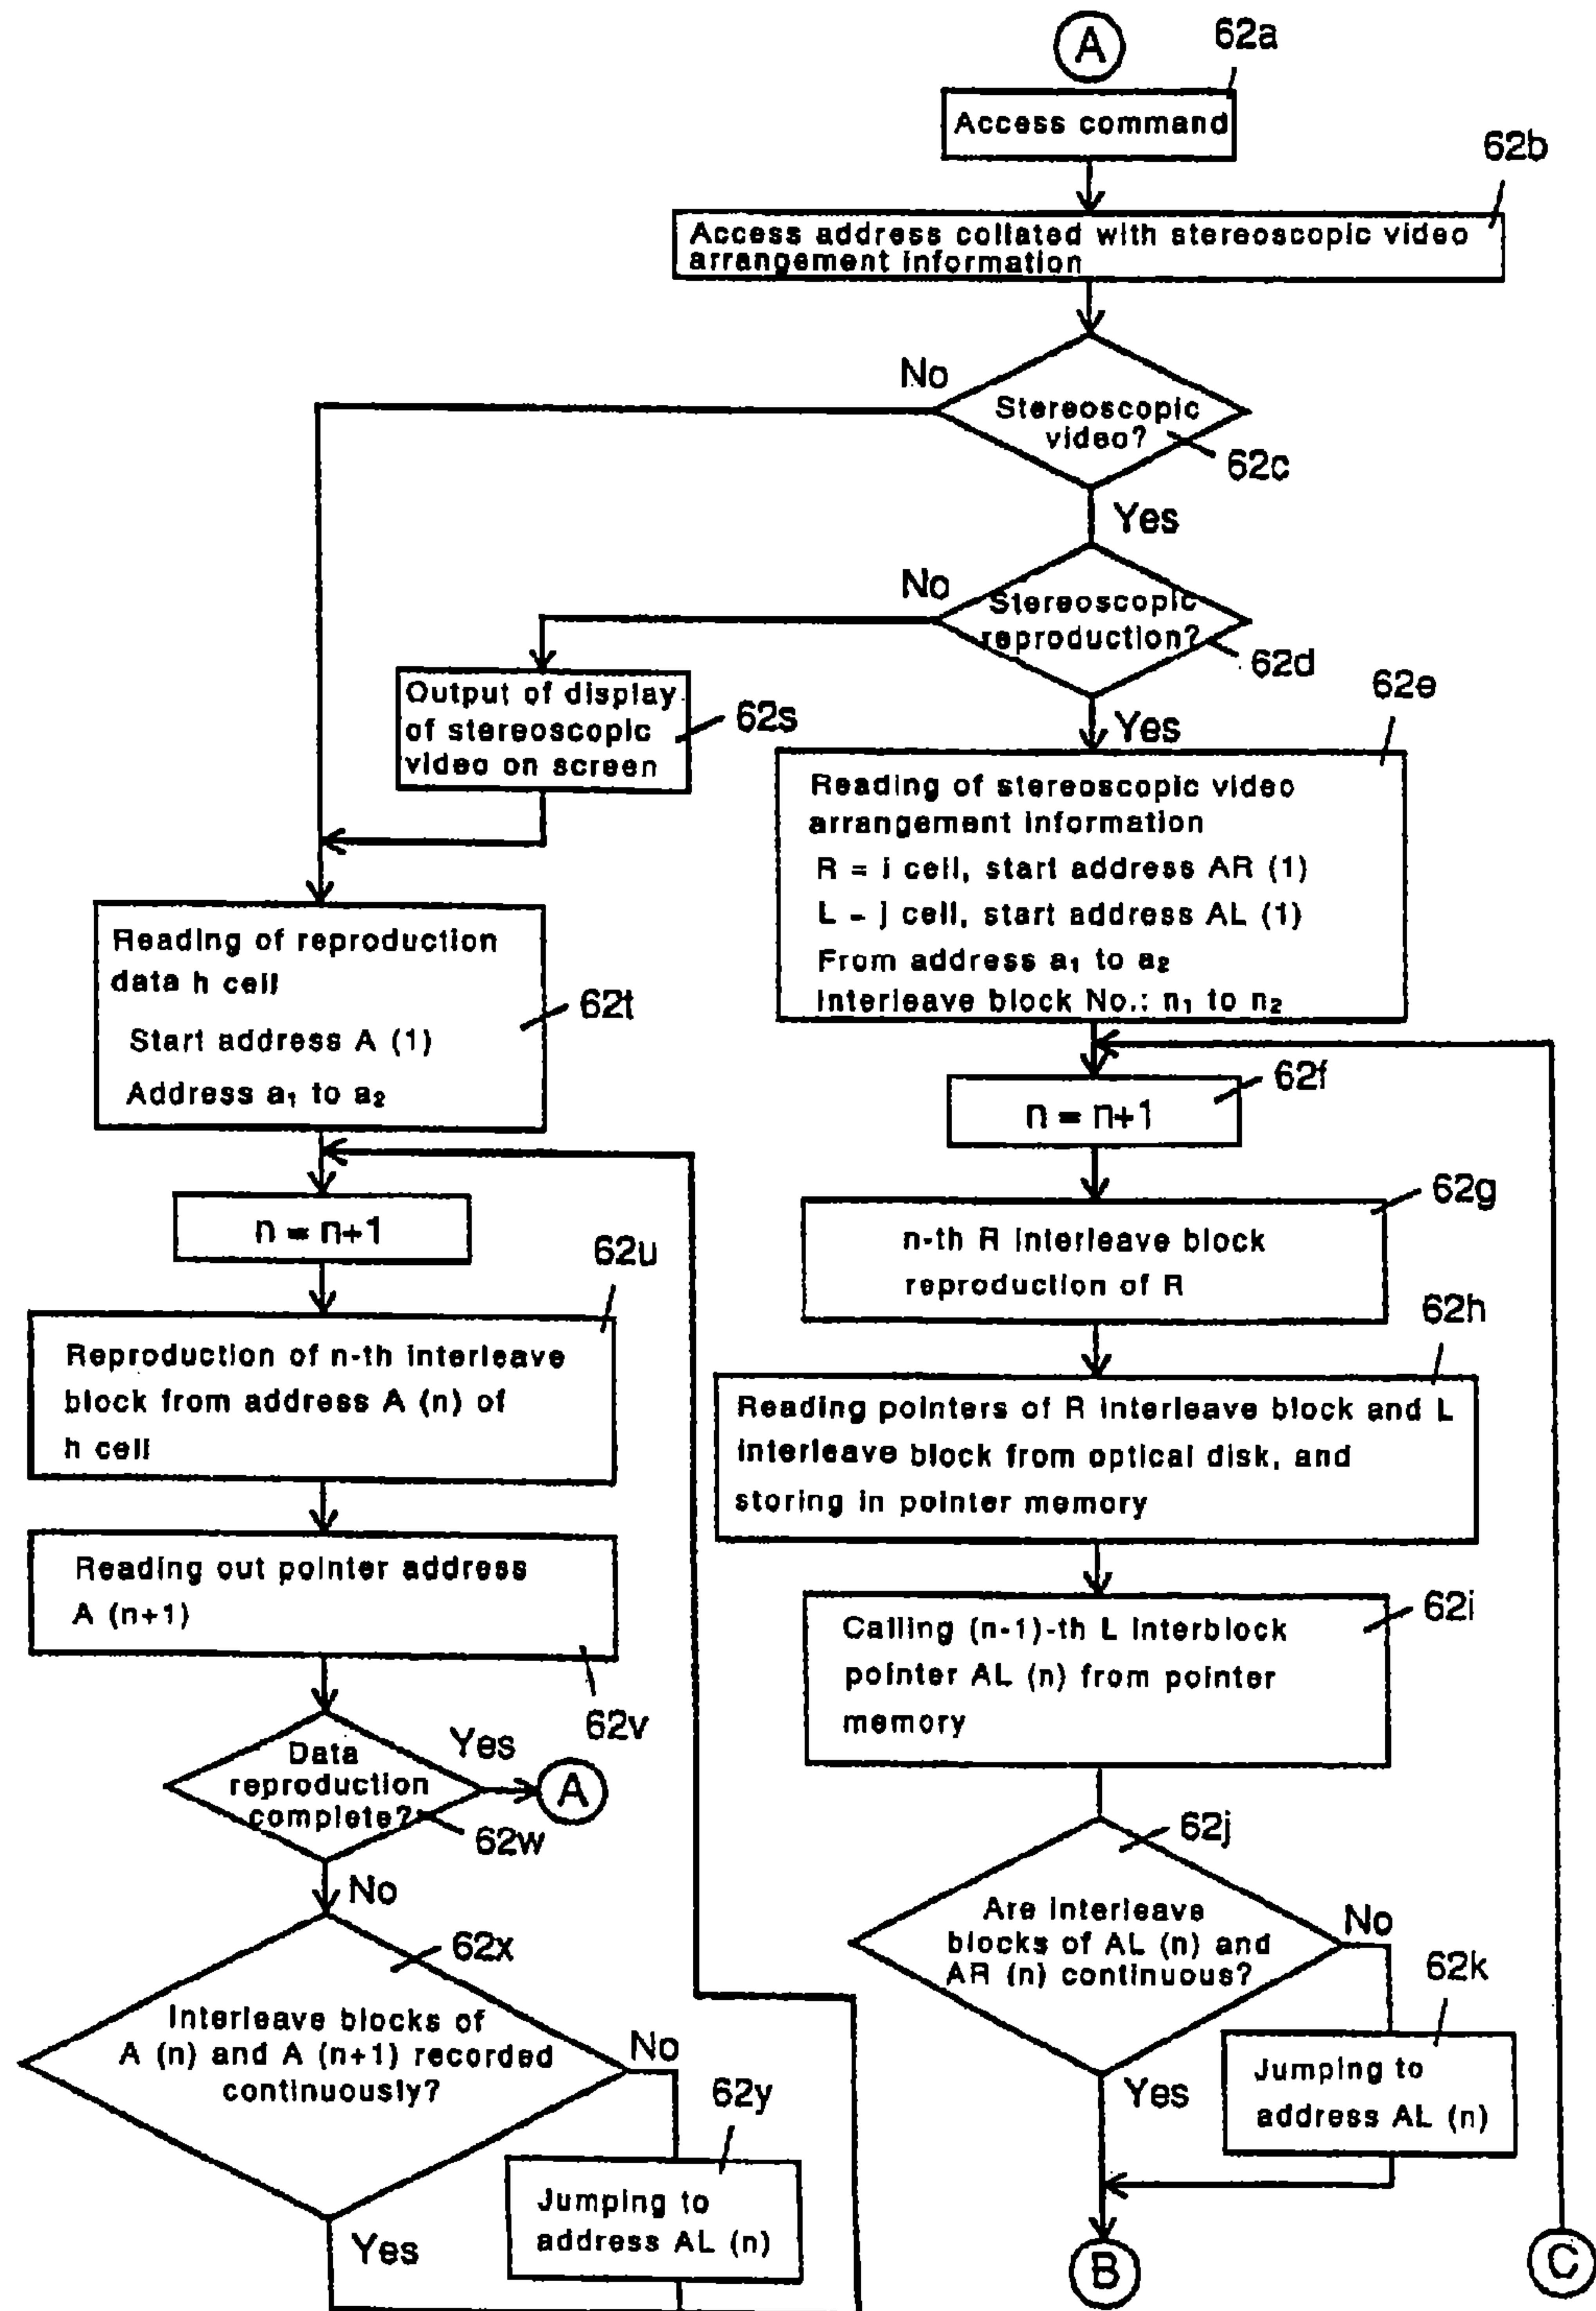 A
62a
Access command
62b
Access address collated with stereoscopic video
arrangement information
No
Stereoscopic
video?
62c
Yes
No
Stereoscopic
reproduction?
62d
Output of display
of stereoscopic
video on screen
62s
Yes
62e
Reading of stereoscopic video
arrangement information
R = i cell, start address AR (1)
L - j cell, start address AL (1)
From address a₁ to a₂
Interleave block No.: n₁ to n₂
Reading of reproduction
data h cell
Start address A (1)
Address a₁ to a₂
62t
62f
n = n+1
n = n+1
62g
n-th R interleave block
reproduction of R
62u
Reproduction of n-th interleave
block from address A (n) of
h cell
62h
Reading pointers of R interleave block and L
interleave block from optical disk, and
storing in pointer memory
Reading out pointer address
A (n+1)
62v
62i
Calling (n-1)-th L interblock
pointer AL (n) from pointer
memory
Data
reproduction
complete?
62w
Yes
A
No
62j
Are interleave
blocks of AL (n) and
AR (n) continuous?
No
62k
Jumping to
address AL (n)
Yes
62x
Interleave blocks of
A (n) and A (n+1) recorded
continuously?
No
62y
Jumping to
address AL (n)
Yes
B
C